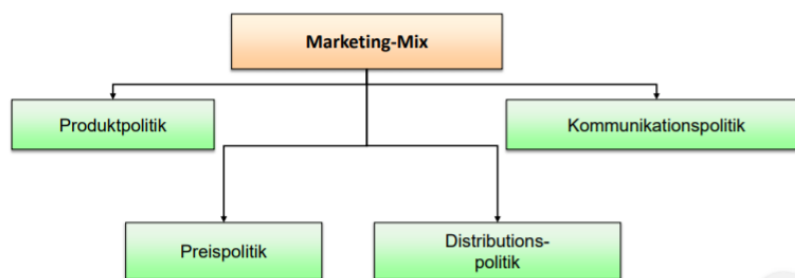 Marketing-Mix
Produktpolitik
Kommunikationspolitik
Preispolitik
Distributions-
politik